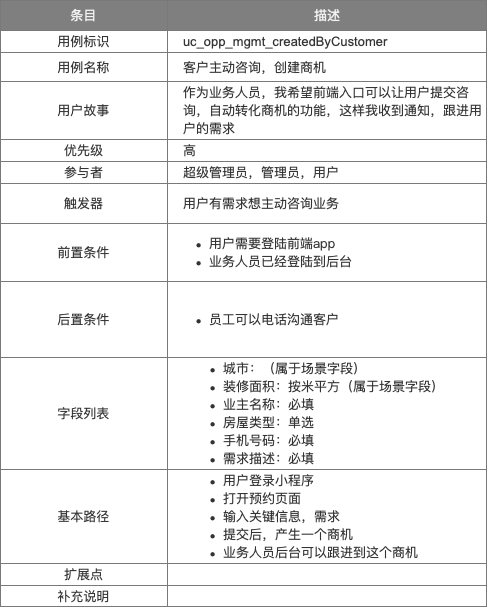 条目
描述
用例标识
uc_opp_mgmt_createdByCustomer
用例名称
客户主动咨询，创建商机
用户故事
作为业务人员，我希望前端入口可以让用户提交咨
询，自动转化商机的功能，这样我收到通知，跟进用
户的需求
优先级
高
参与者
超级管理员，管理员，用户
触发器
用户有需求想主动咨询业务
前置条件
• 用户需要登陆前端app
• 业务人员已经登陆到后台
后置条件
• 员工可以电话沟通客户
字段列表
• 城市：（属于场景字段）
• 装修面积：按米平方（属于场景字段）
• 业主名称：必填
• 房屋类型：单选
• 手机号码：必填
• 需求描述：必填
基本路径
• 用户登录小程序
• 打开预约页面
• 输入关键信息，需求
• 提交后，产生一个商机
• 业务人员后台可以跟进到这个商机
扩展点
补充说明